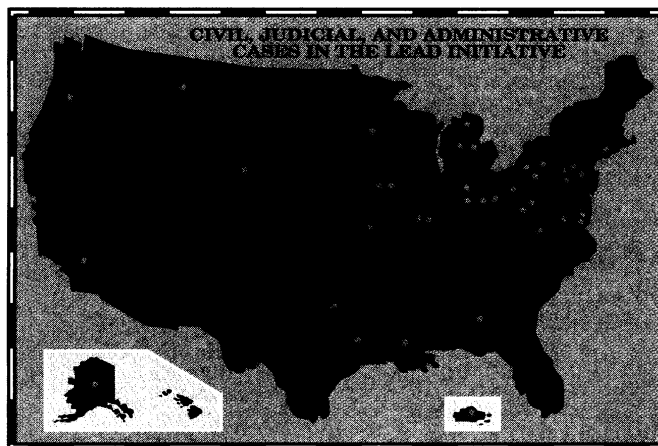 CIVIL, JUDICIAL, AND ADMINISTRATIVE
CASES IN THE LEAD INITIATIVE